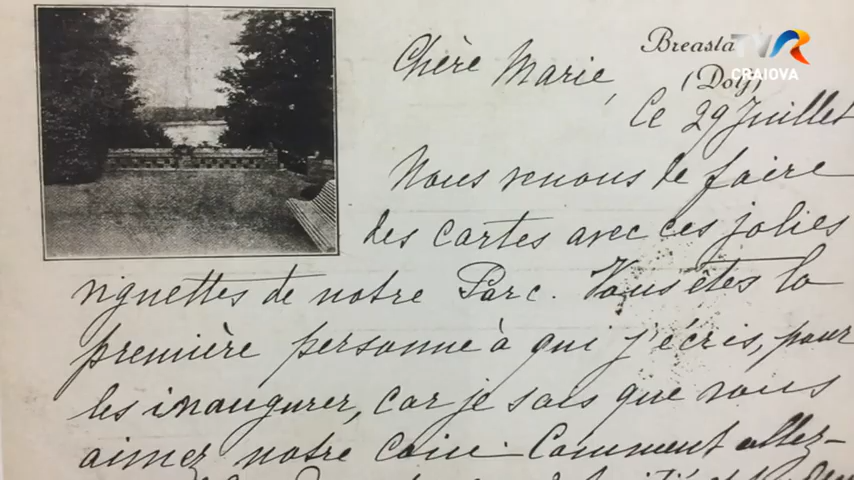 Breasta
(Dolj)
TVR
CRAIOVA
Chère Marie,
Ce 29 Juillet
Nous venons de faire
des cartes avec ces jolies
vignettes de notre Parc. Vous êtes la
première personne à qui j'écris, pour
les inaugurer, car je sais que vous
aimez notre coin. Comment allez-